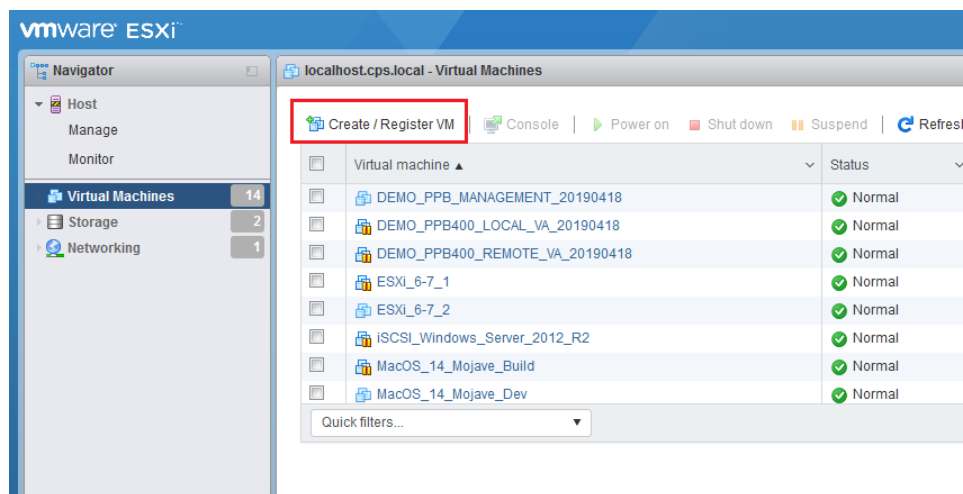 vmware® ESXi™
Navigator
Host
Manage
Monitor
Virtual Machines 14
Storage 2
Networking 1
localhost.cps.local - Virtual Machines
Create / Register VM | Console | Power on Shut down Suspend | Refresh
Virtual machine ▲ Status
DEMO_PPB_MANAGEMENT_20190418 Normal
DEMO_PPB400_LOCAL_VA_20190418 Normal
DEMO_PPB400_REMOTE_VA_20190418 Normal
ESXi_6-7_1 Normal
ESXi_6-7_2 Normal
iSCSI_Windows_Server_2012_R2 Normal
MacOS_14_Mojave_Build Normal
MacOS_14_Mojave_Dev Normal
Quick filters...